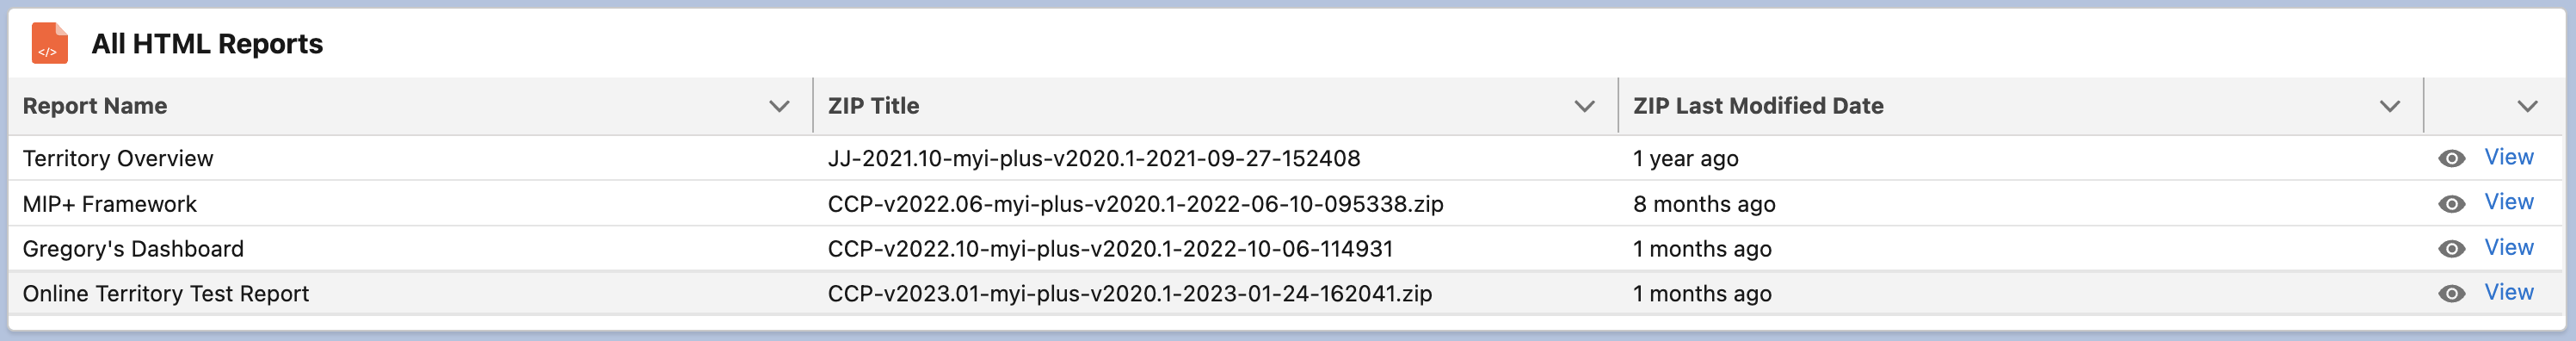 </>
All HTML Reports
Report Name ZIP Title ZIP Last Modified Date
Territory Overview JJ-2021.10-myi-plus-v2020.1-2021-09-27-152408 1 year ago View
MIP+ Framework CCP-v2022.06-myi-plus-v2020.1-2022-06-10-095338.zip 8 months ago View
Gregory's Dashboard CCP-v2022.10-myi-plus-v2020.1-2022-10-06-114931 1 months ago View
Online Territory Test Report CCP-v2023.01-myi-plus-v2020.1-2023-01-24-162041.zip 1 months ago View